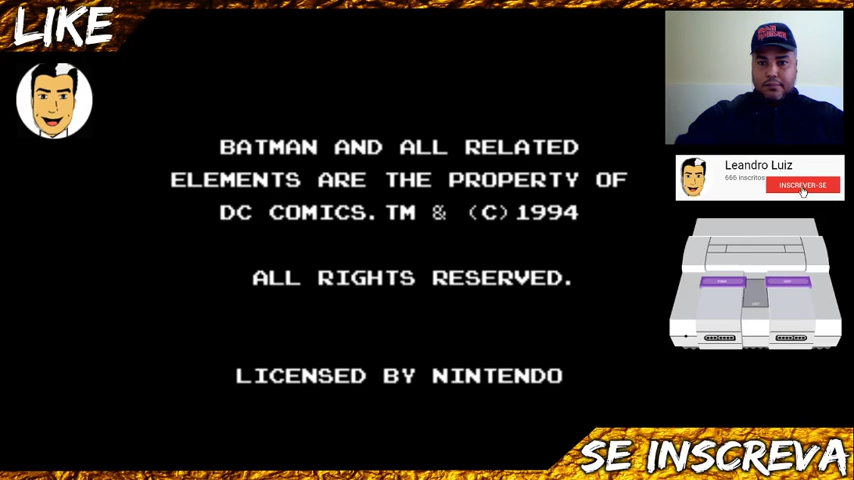 LIKE
BATMAN AND ALL RELATED
ELEMENTS ARE THE PROPERTY OF
DC COMICS.TM & (C)1994
ALL RIGHTS RESERVED.
LICENSED BY NINTENDO
Leandro Luiz
666 inscritos
INSCREVER-SE
SE INSCREVA